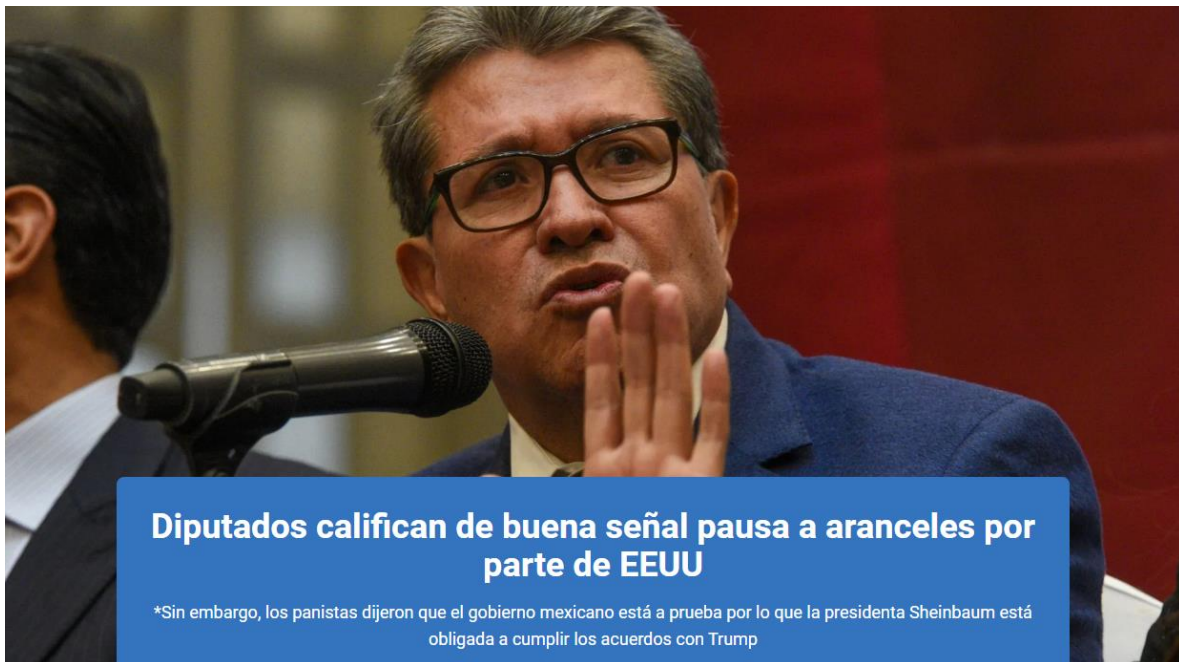 Diputados califican de buena señal pausa a aranceles por
parte de EEUU
*Sin embargo, los panistas dijeron que el gobierno mexicano está a prueba por lo que la presidenta Sheinbaum está
obligada a cumplir los acuerdos con Trump